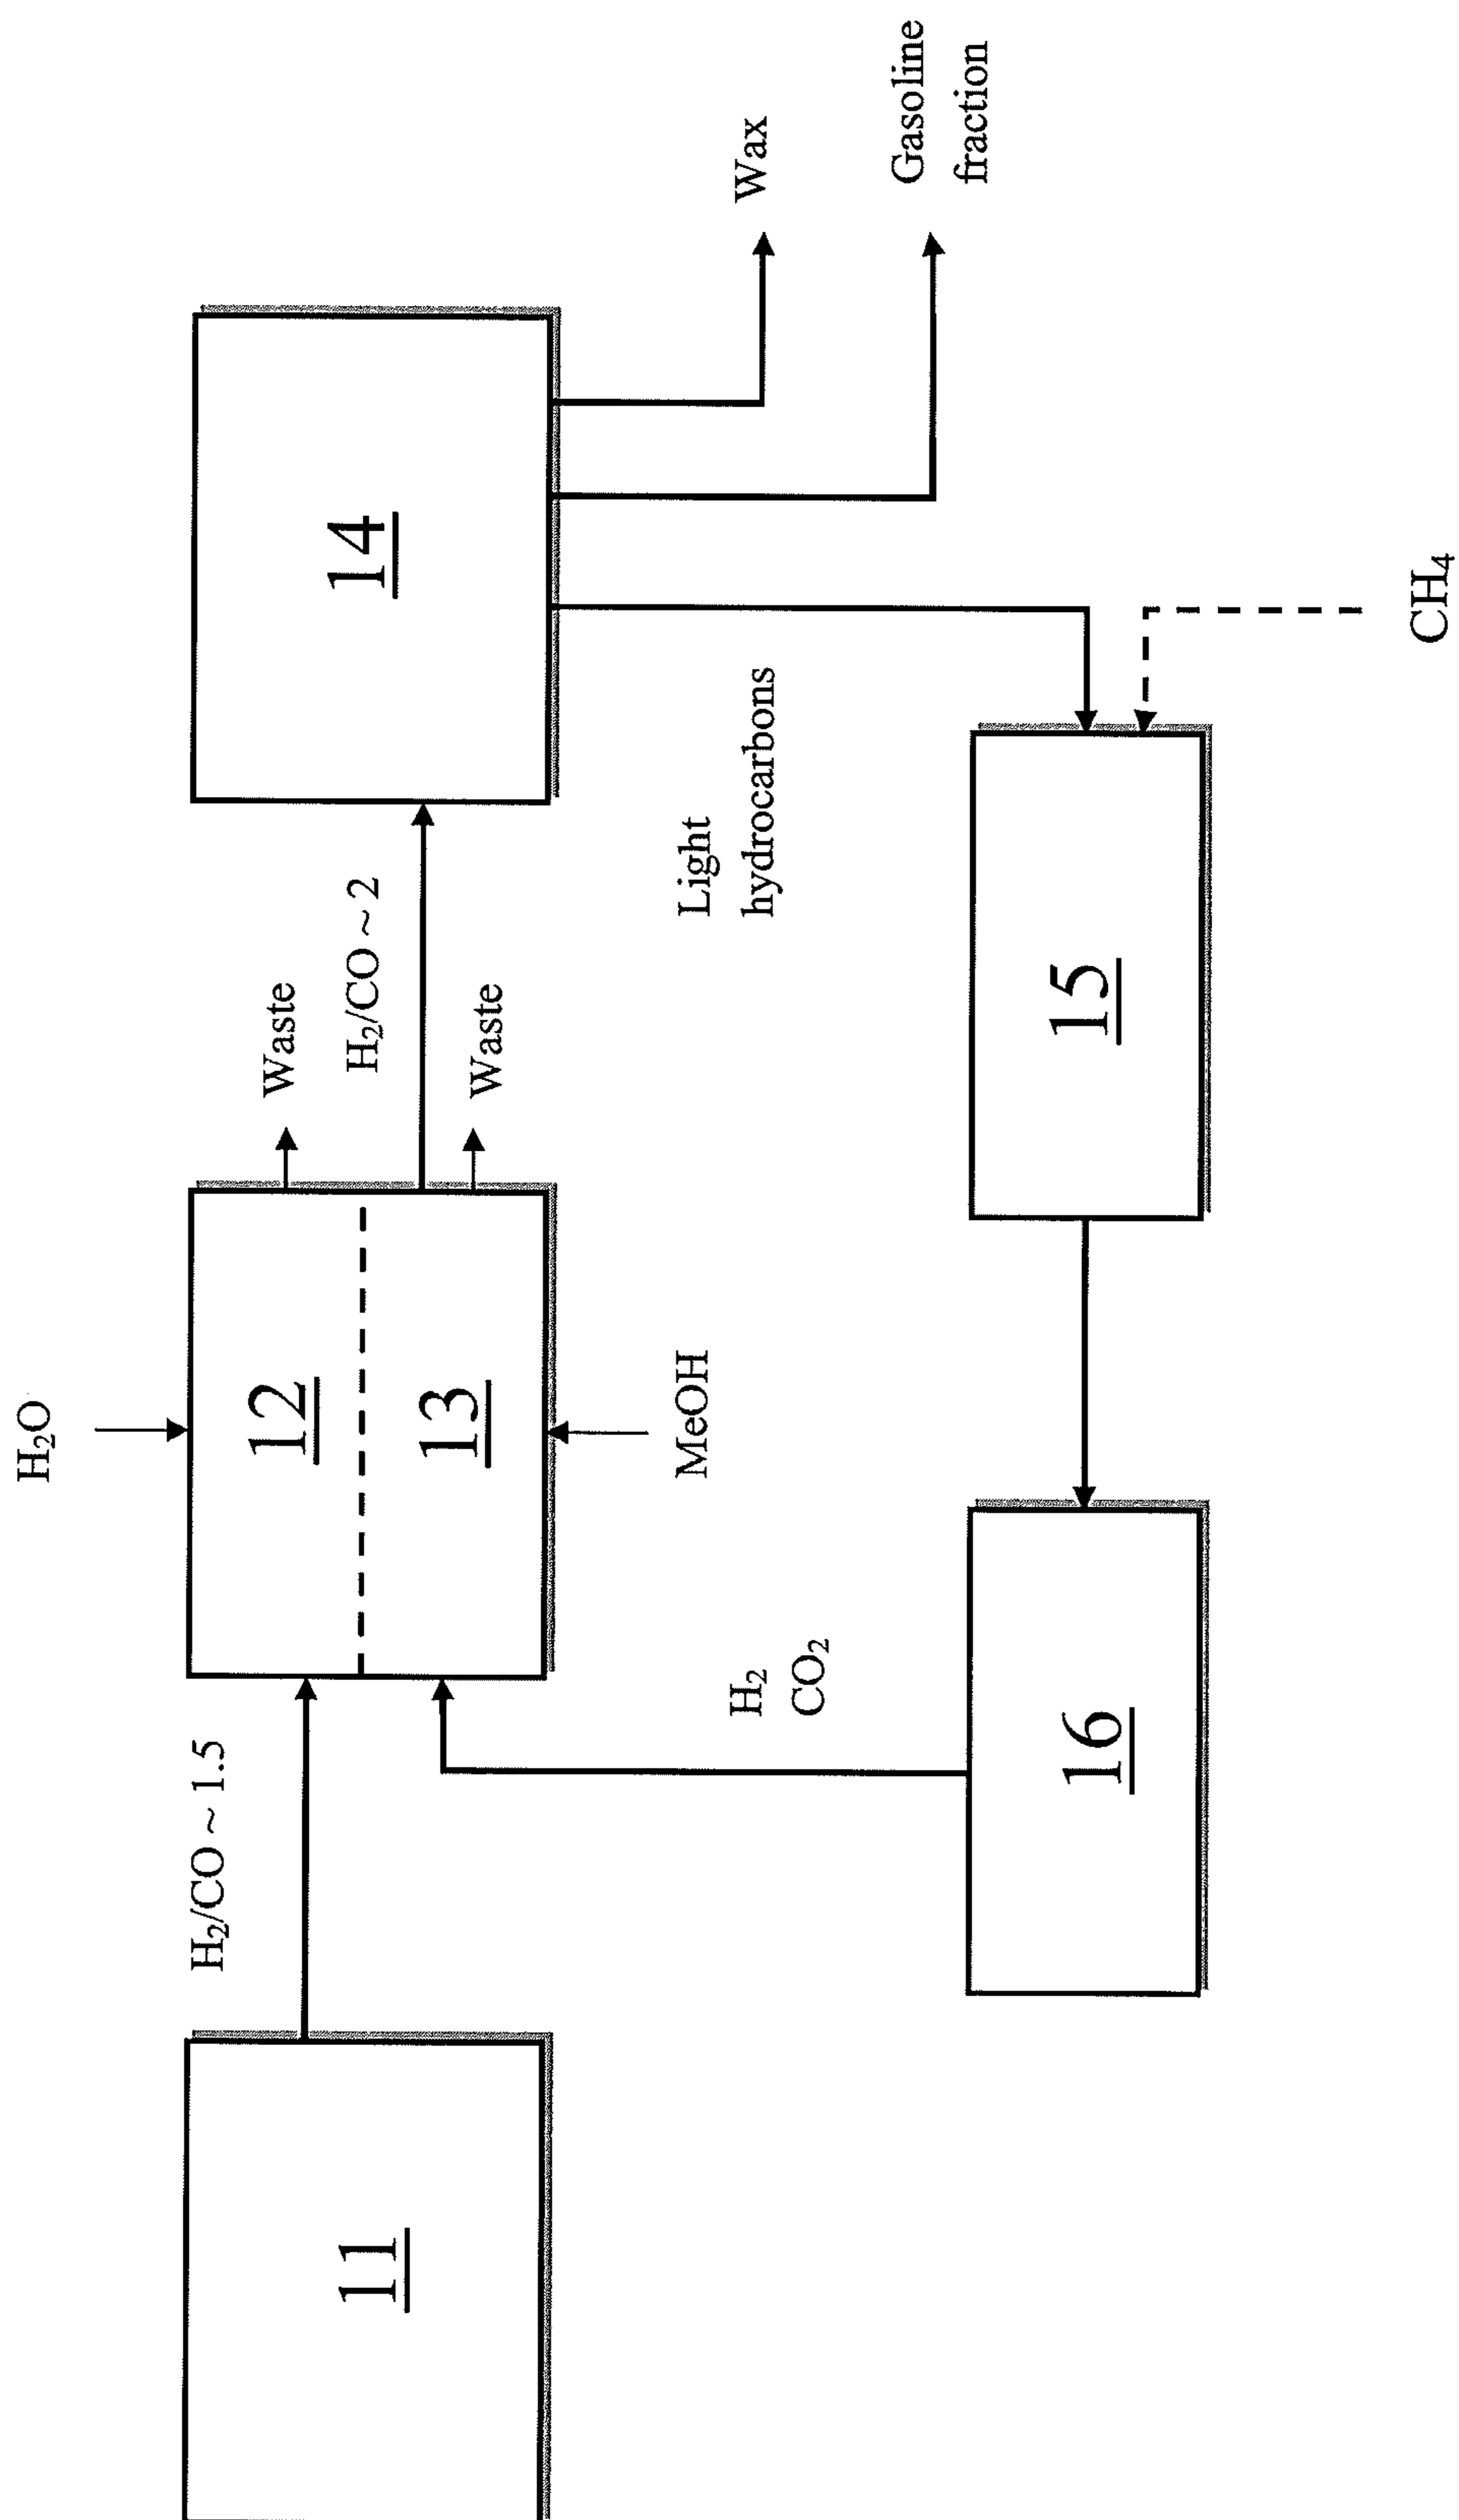 H₂O
H₂/CO ~ 1.5
Waste
H₂/CO ~ 2
11
12
13
14
Waste
MeOH
Wax
Light
hydrocarbons
Gasoline
fraction
H₂
CO₂
16
15
CH₄